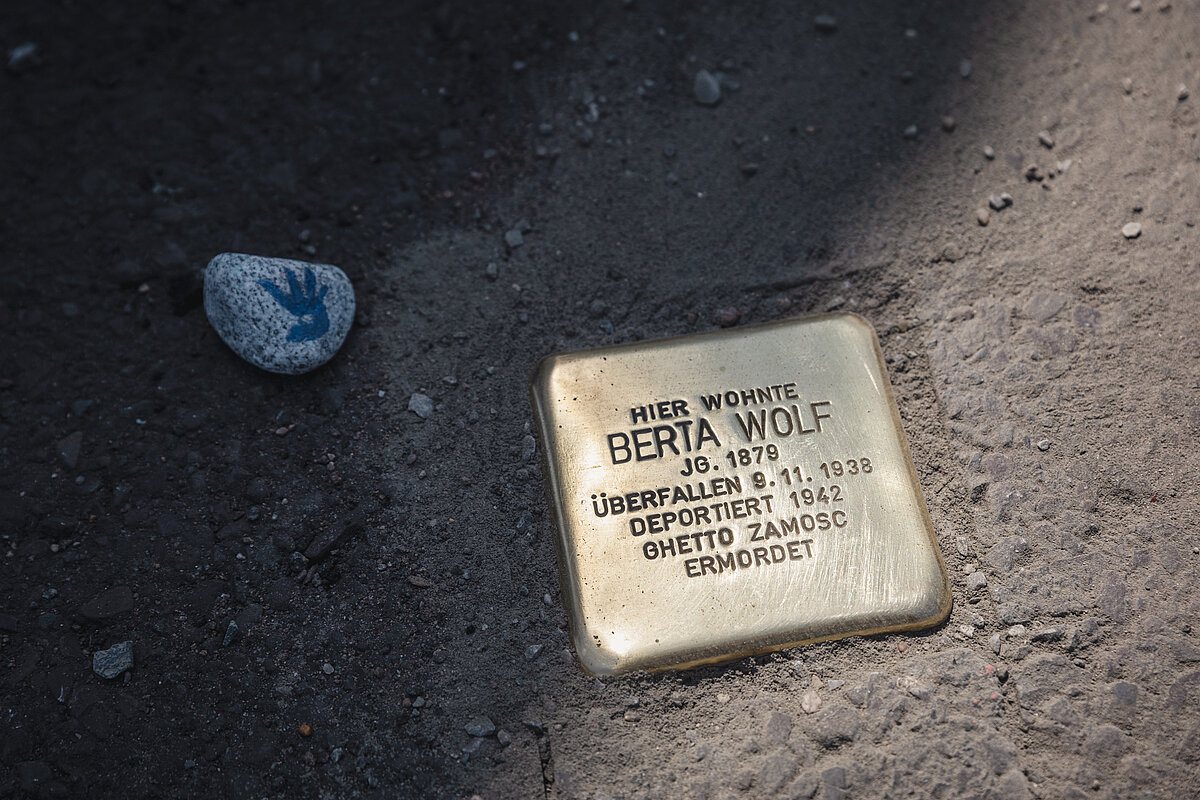 HIER WOHNTE
BERTA WOLF
JG. 1879
ÜBERFALLEN 9.11.1938
DEPORTIERT 1942
GHETTO ZAMOSC
ERMORDET